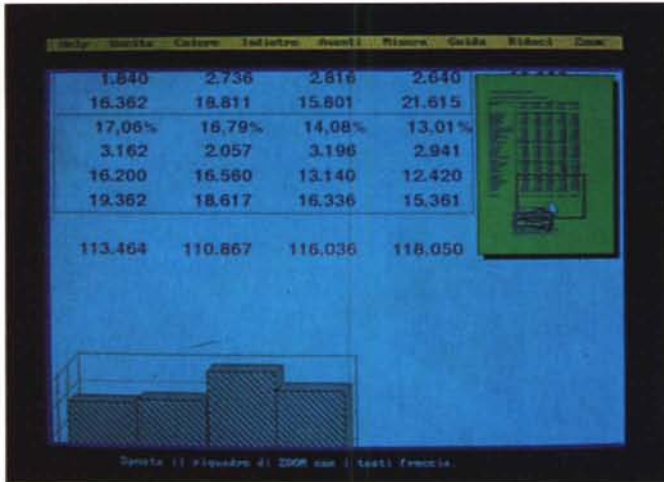 Help Uscita Colore Indietro Avanti Misura Guida Riduci Zoom
1.840 2.736 2.816 2.640
16.362 18.811 15.801 21.615
17,06% 16,79% 14,08% 13,01%
3.162 2.057 3.196 2.941
16.200 16.560 13.140 12.420
19.362 18.617 16.336 15.361
113.464 110.867 116.036 118.050
Sposta il riquadro di ZOOM con i tasti freccia.